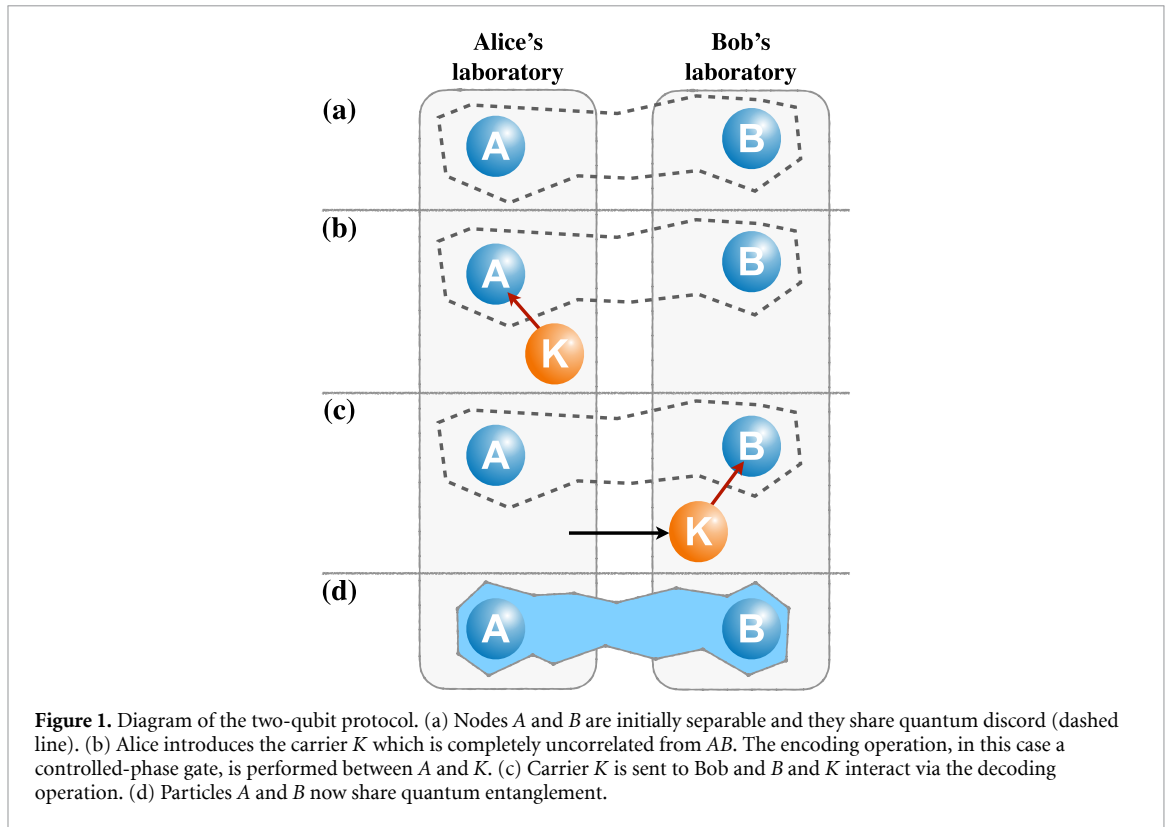 Alice's
laboratory
Bob's
laboratory
(a)
A
B
(b)
A
B
K
(c)
A
B
K
(d)
A
B
Figure 1. Diagram of the two-qubit protocol. (a) Nodes A and B are initially separable and they share quantum discord (dashed
line). (b) Alice introduces the carrier K which is completely uncorrelated from AB. The encoding operation, in this case a
controlled-phase gate, is performed between A and K. (c) Carrier K is sent to Bob and B and K interact via the decoding
operation. (d) Particles A and B now share quantum entanglement.